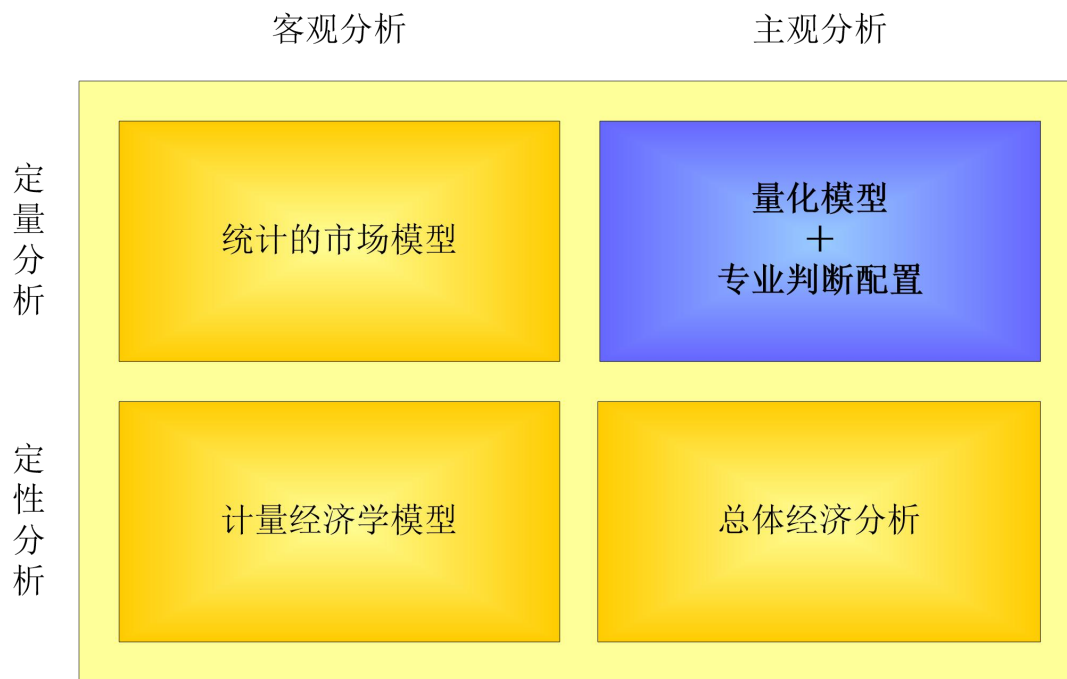 客观分析
主观分析
定量分析
统计的市场模型
量化模型
＋
专业判断配置
定性分析
计量经济学模型
总体经济分析